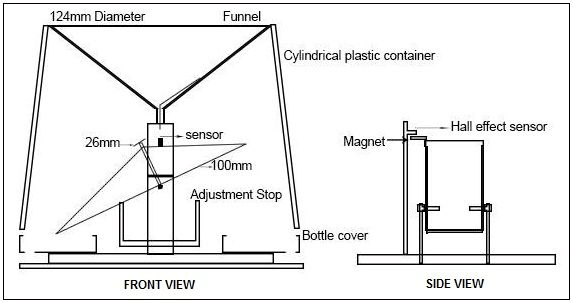 124mm Diameter
Funnel
Cylindrical plastic container
sensor
26mm
100mm
Adjustment Stop
Bottle cover
FRONT VIEW
Hall effect sensor
Magnet
SIDE VIEW